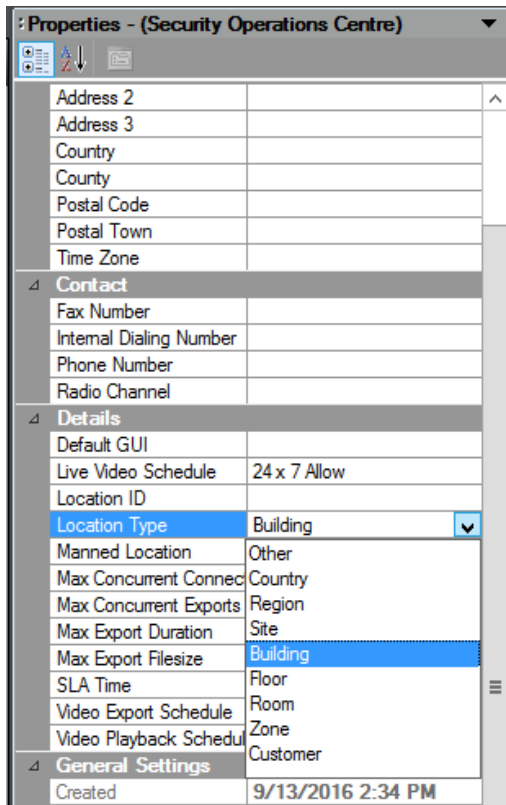 Properties - (Security Operations Centre)
Address 2
Address 3
Country
County
Postal Code
Postal Town
Time Zone
Contact
Fax Number
Internal Dialing Number
Phone Number
Radio Channel
Details
Default GUI
Live Video Schedule 24 x 7 Allow
Location ID
Location Type Building
Manned Location Other
Max Concurrent Connec Country
Max Concurrent Exports Region
Max Export Duration Site
Max Export Filesize Building
SLA Time Floor
Video Export Schedule Room
Video Playback Schedul Zone
General Settings Customer
Created 9/13/2016 2:34 PM